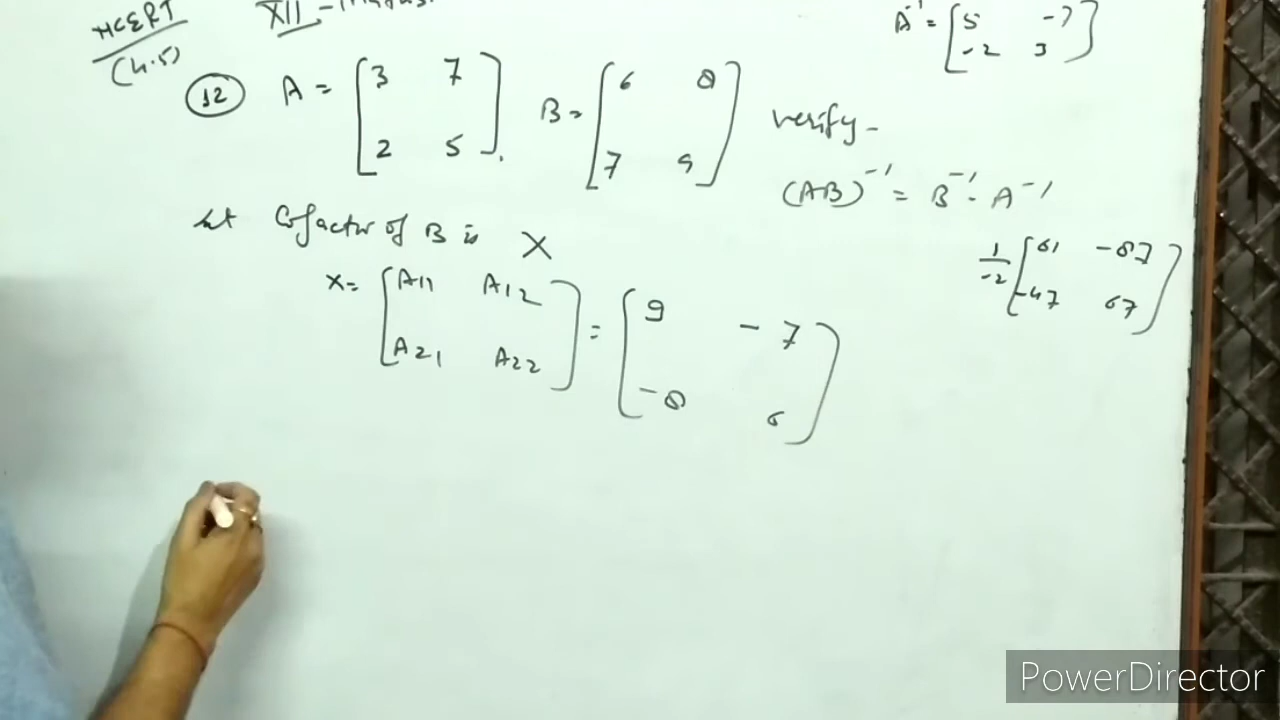 NCERT
(4.5)
XII -
A⁻¹ = [5 -7
-2 3]
12 A = [3 7
2 5]. B = [6 8
7 9] verify -
(AB)⁻¹ = B⁻¹ . A⁻¹
let Cofactor of B is X
1/-2 [61 -87
-47 67]
X = [A11 A12
A21 A22] = [9 -7
-8 6]
PowerDirector